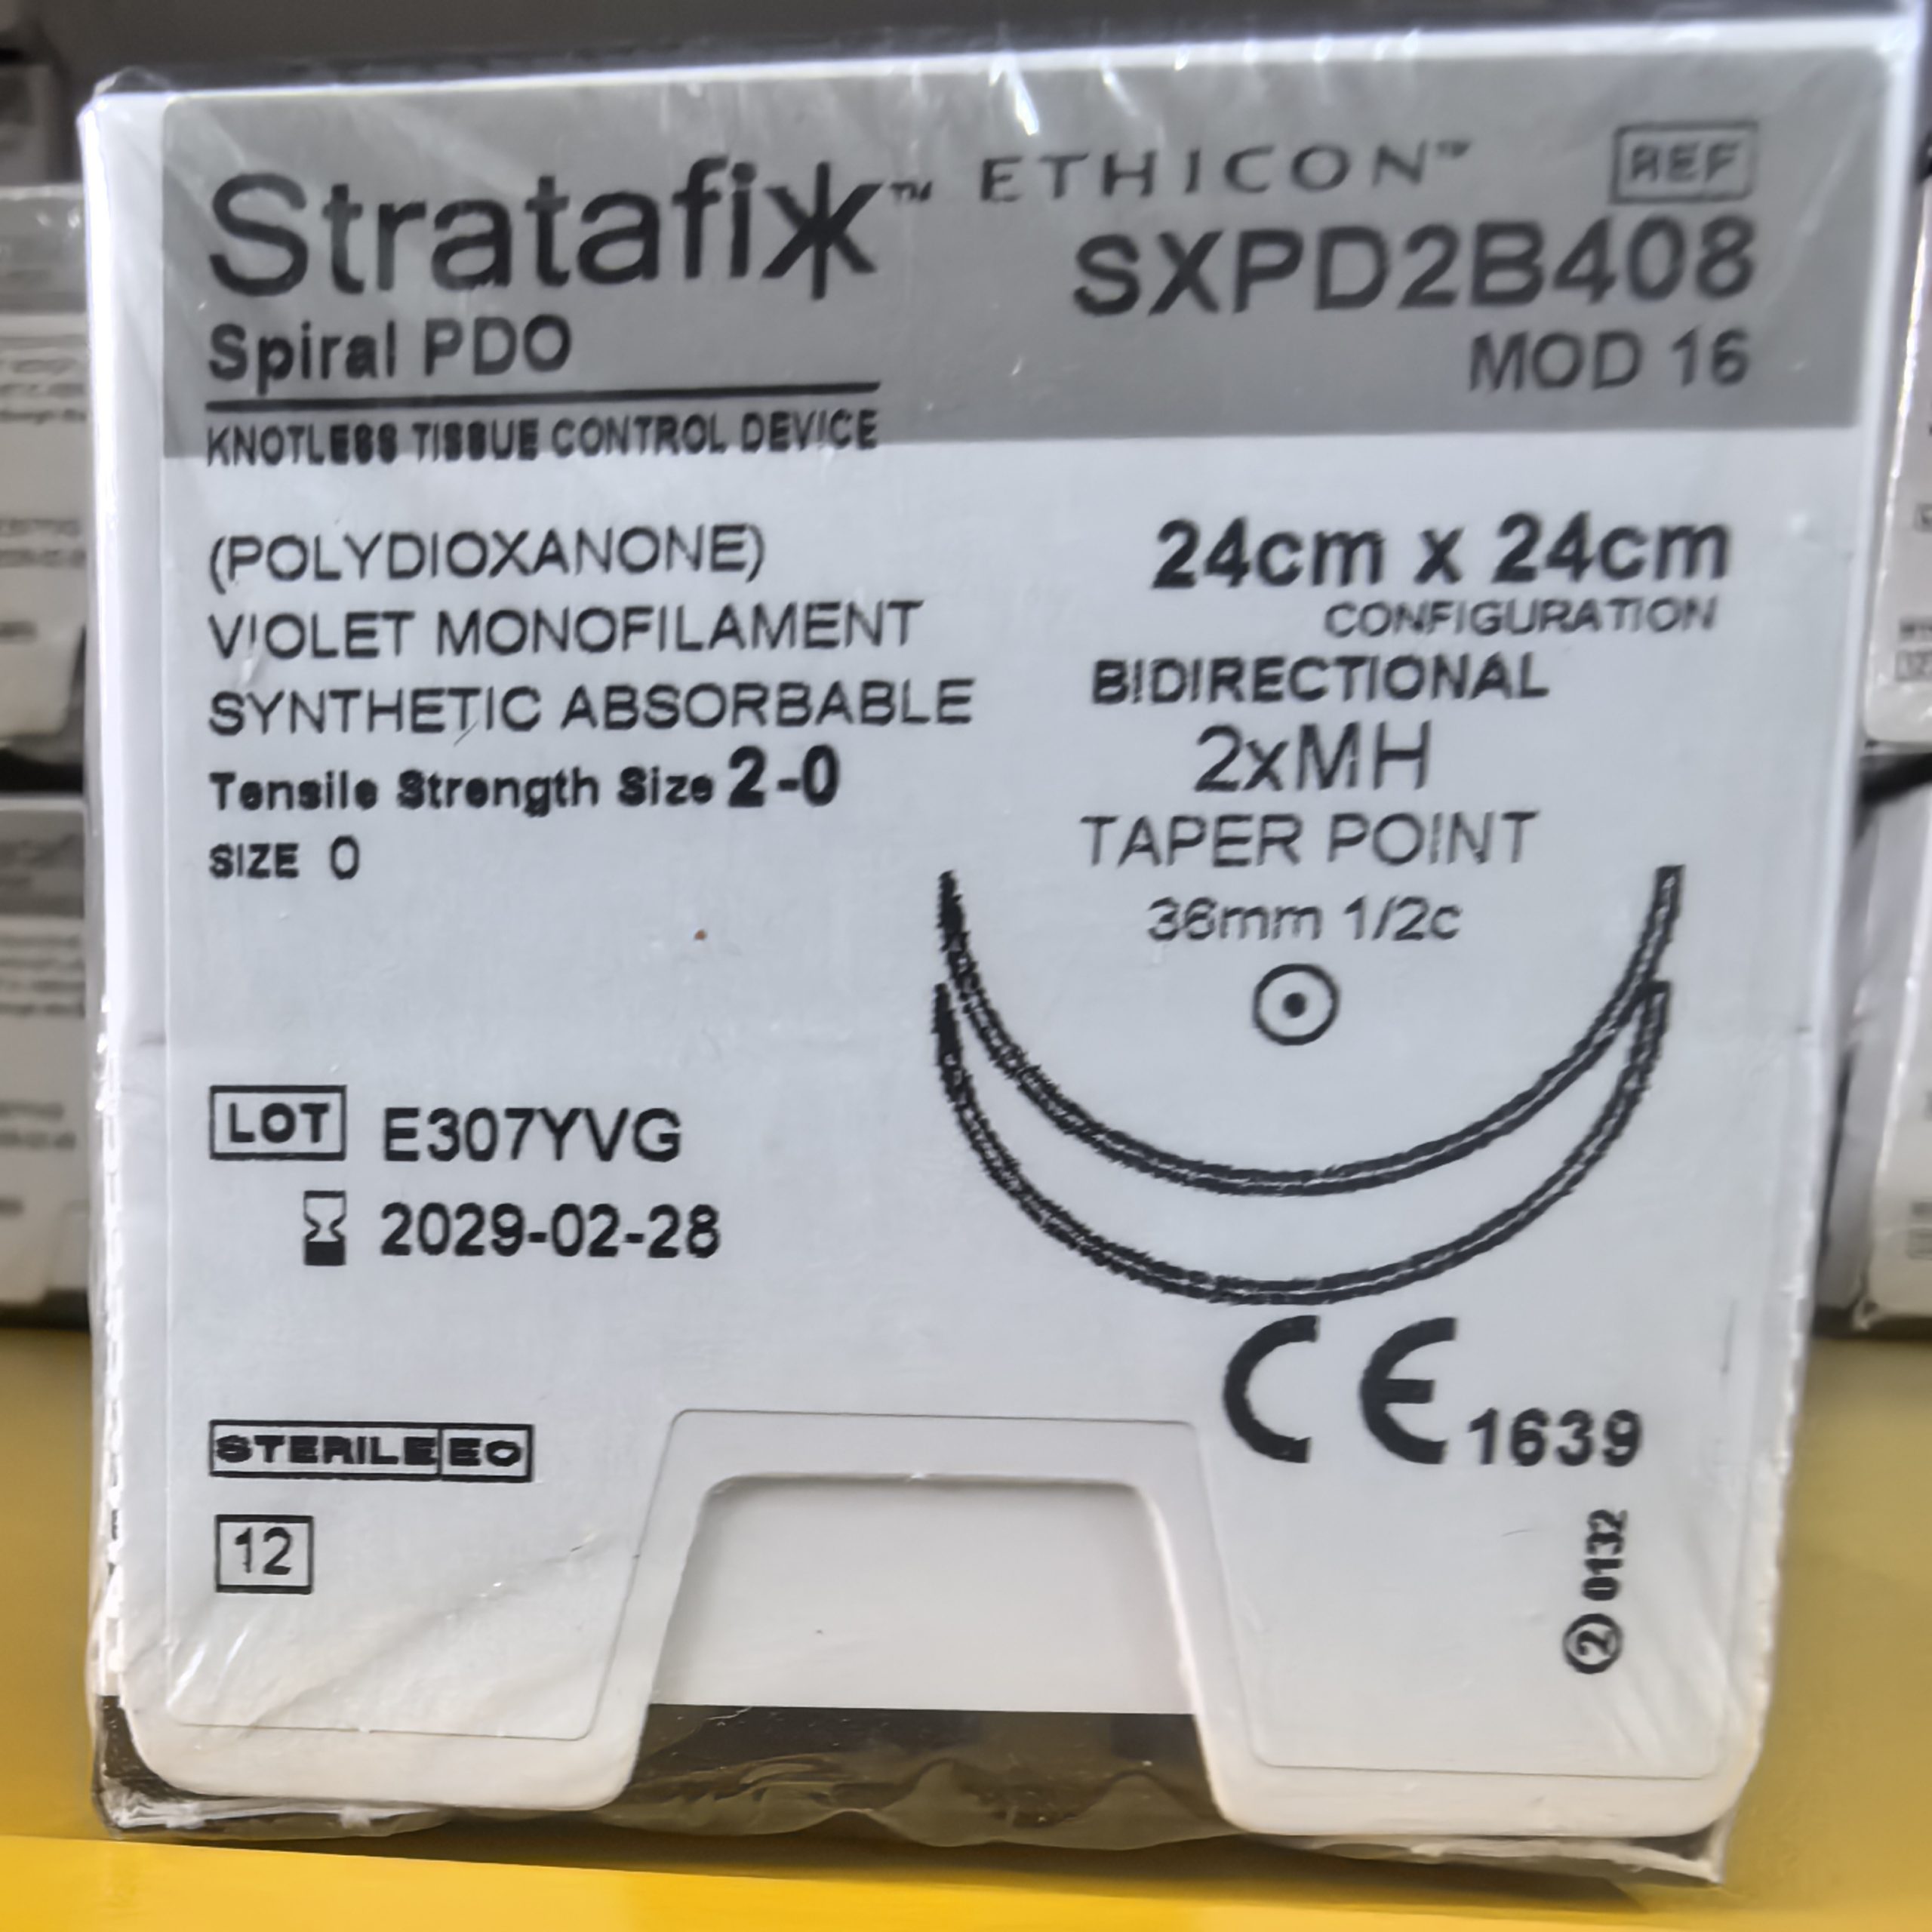 Stratafix™ ETHICON™ REF
Spiral PDO
SXPD2B408
MOD 16
KNOTLESS TISSUE CONTROL DEVICE
(POLYDIOXANONE)
VIOLET MONOFILAMENT
SYNTHETIC ABSORBABLE
Tensile Strength Size 2-0
SIZE 0
24cm x 24cm
CONFIGURATION
BIDIRECTIONAL
2xMH
TAPER POINT
36mm 1/2c
LOT E307YVG
2029-02-28
STERILE EO
12
CE 1639
② 0132